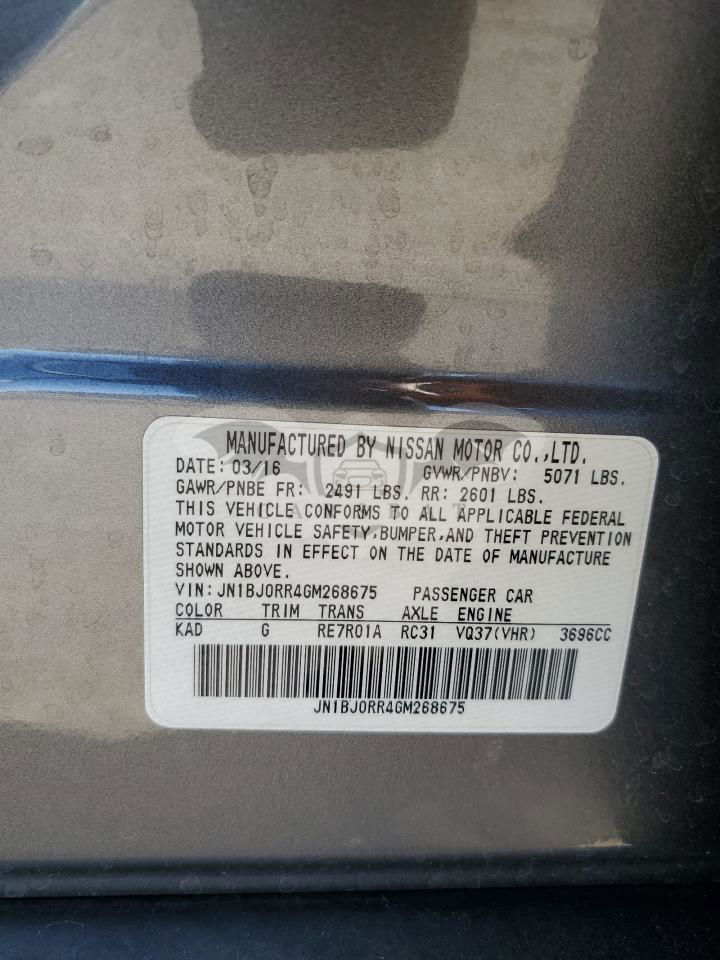 MANUFACTURED BY NISSAN MOTOR CO.,LTD.
DATE: 03/16 GVWR/PNBV: 5071 LBS.
GAWR/PNBE FR: 2491 LBS. RR: 2601 LBS.
THIS VEHICLE CONFORMS TO ALL APPLICABLE FEDERAL
MOTOR VEHICLE SAFETY,BUMPER,AND THEFT PREVENTION
STANDARDS IN EFFECT ON THE DATE OF MANUFACTURE
SHOWN ABOVE.
VIN: JN1BJ0RR4GM268675 PASSENGER CAR
COLOR TRIM TRANS AXLE ENGINE
KAD G RE7R01A RC31 VQ37(VHR) 3696CC
JN1BJ0RR4GM268675